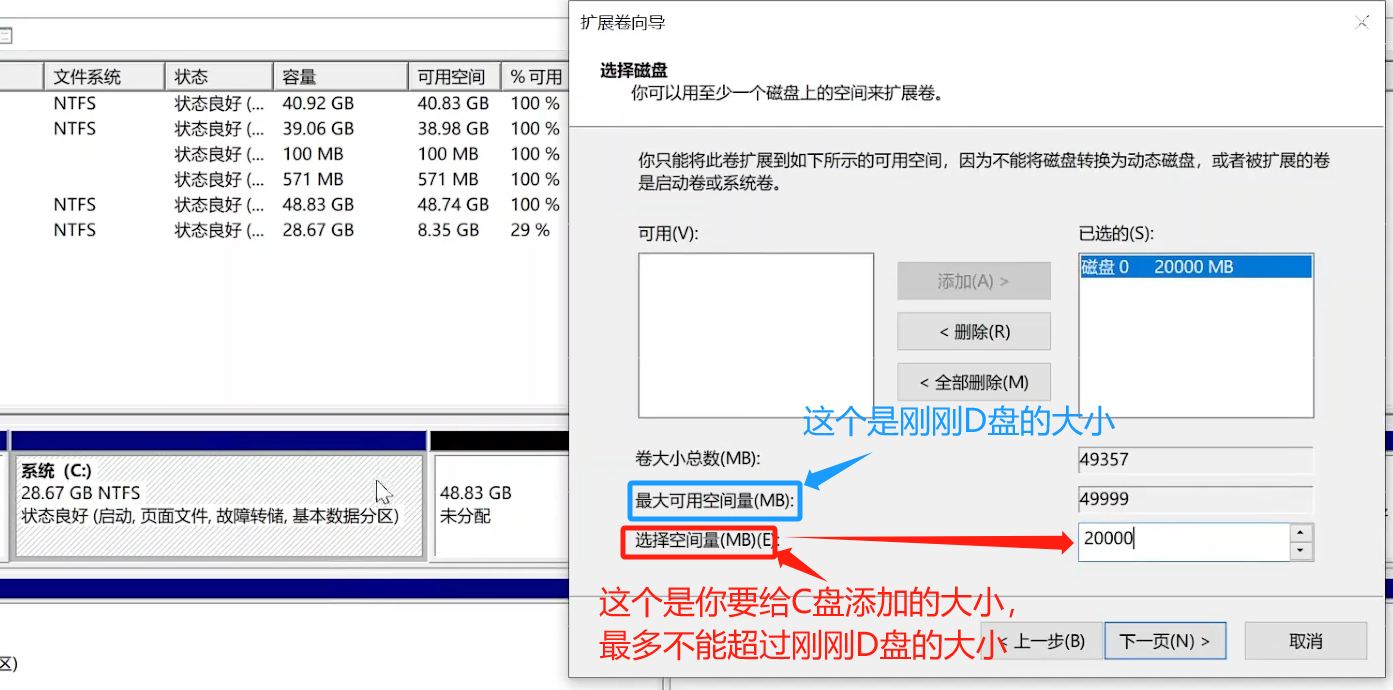 扩展卷向导
选择磁盘
你可以用至少一个磁盘上的空间来扩展卷。
文件系统 状态 容量 可用空间 % 可用
NTFS 状态良好 (... 40.92 GB 40.83 GB 100 %
NTFS 状态良好 (... 39.06 GB 38.98 GB 100 %
状态良好 (... 100 MB 100 MB 100 %
状态良好 (... 571 MB 571 MB 100 %
NTFS 状态良好 (... 48.83 GB 48.74 GB 100 %
NTFS 状态良好 (... 28.67 GB 8.35 GB 29 %
你只能将此卷扩展到如下所示的可用空间，因为不能将磁盘转换为动态磁盘，或者被扩展的卷
是启动卷或系统卷。
可用(V):
已选的(S):
磁盘 0 20000 MB
添加(A) >
< 删除(R)
< 全部删除(M)
这个是刚刚D盘的大小
卷大小总数(MB): 49357
最大可用空间量(MB): 49999
选择空间量(MB)(E): 20000
系统 (C:)
28.67 GB NTFS
状态良好 (启动, 页面文件, 故障转储, 基本数据分区)
48.83 GB
未分配
这个是你要给C盘添加的大小，
最多不能超过刚刚D盘的大小
< 上一步(B)
下一页(N) >
取消
区)